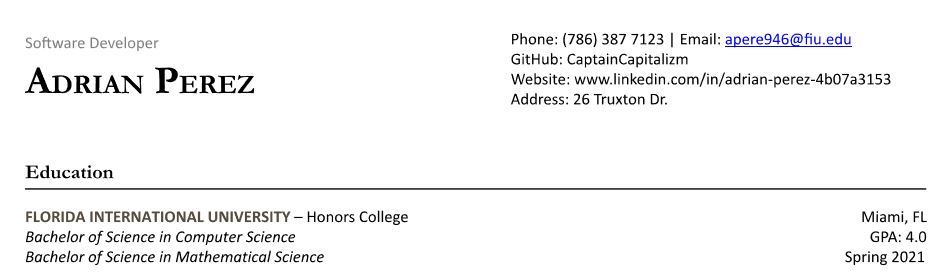 Software Developer
ADRIAN PEREZ
Phone: (786) 387 7123 | Email: apere946@fiu.edu
GitHub: CaptainCapitalizm
Website: www.linkedin.com/in/adrian-perez-4b07a3153
Address: 26 Truxton Dr.
Education
FLORIDA INTERNATIONAL UNIVERSITY – Honors College Miami, FL
Bachelor of Science in Computer Science GPA: 4.0
Bachelor of Science in Mathematical Science Spring 2021